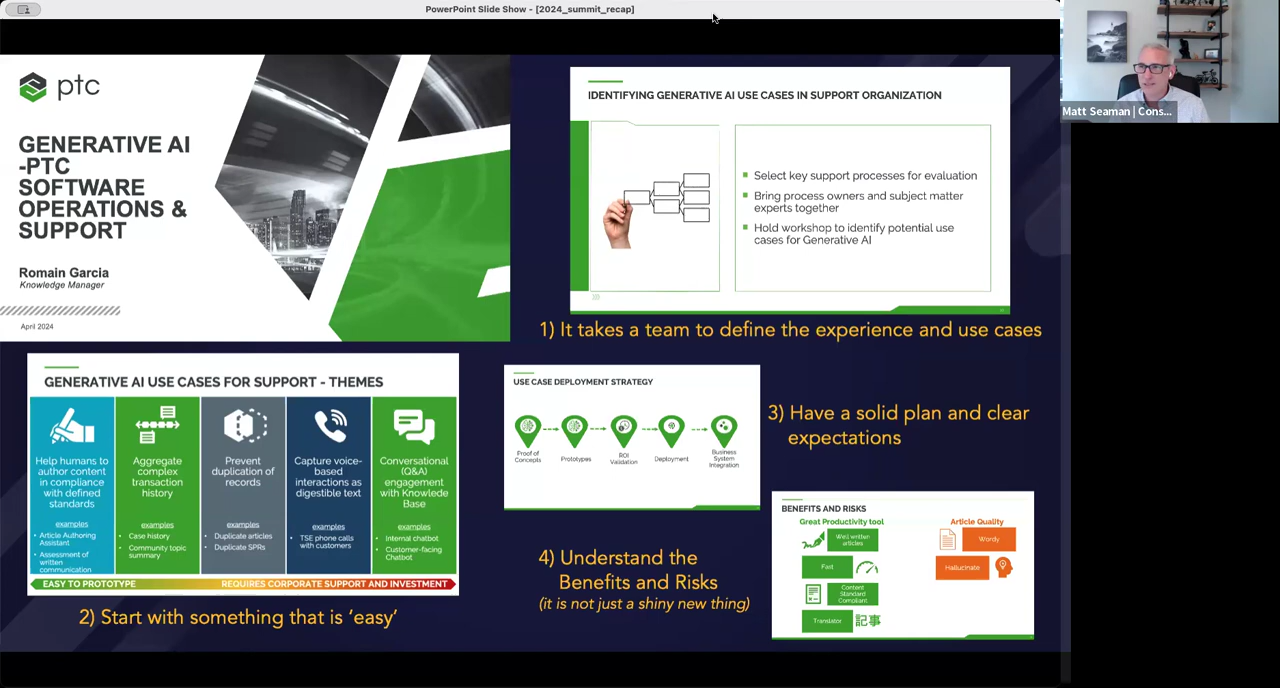 PowerPoint Slide Show - [2024_summit_recap]
Matt Seaman | Cons...
ptc
GENERATIVE AI
-PTC
SOFTWARE
OPERATIONS &
SUPPORT
Romain Garcia
Knowledge Manager
April 2024
IDENTIFYING GENERATIVE AI USE CASES IN SUPPORT ORGANIZATION
Select key support processes for evaluation
Bring process owners and subject matter
experts together
Hold workshop to identify potential use
cases for Generative AI
1) It takes a team to define the experience and use cases
GENERATIVE AI USE CASES FOR SUPPORT - THEMES
Help humans to
author content
in compliance
with defined
standards
examples
• Article Authoring
Assistant
• Assessment of
written
communication
Aggregate
complex
transaction
history
examples
• Case history
• Community topic
summary
Prevent
duplication of
records
examples
• Duplicate articles
• Duplicate SPRs
Capture voice-
based
interactions as
digestible text
examples
• TSE phone calls
with customers
Conversational
(Q&A)
engagement
with Knowlede
Base
examples
• Internal chatbot
• Customer-facing
Chatbot
EASY TO PROTOTYPE
REQUIRES CORPORATE SUPPORT AND INVESTMENT
2) Start with something that is 'easy'
USE CASE DEPLOYMENT STRATEGY
Proof of
Concepts
Prototypes
ROI
Validation
Deployment
Business
System
Integration
3) Have a solid plan and clear
expectations
4) Understand the
Benefits and Risks
(it is not just a shiny new thing)
BENEFITS AND RISKS
Great Productivity tool
Well written
articles
Fast
Content
Standard
Compliant
Translator
記事
Article Quality
Wordy
Hallucinate